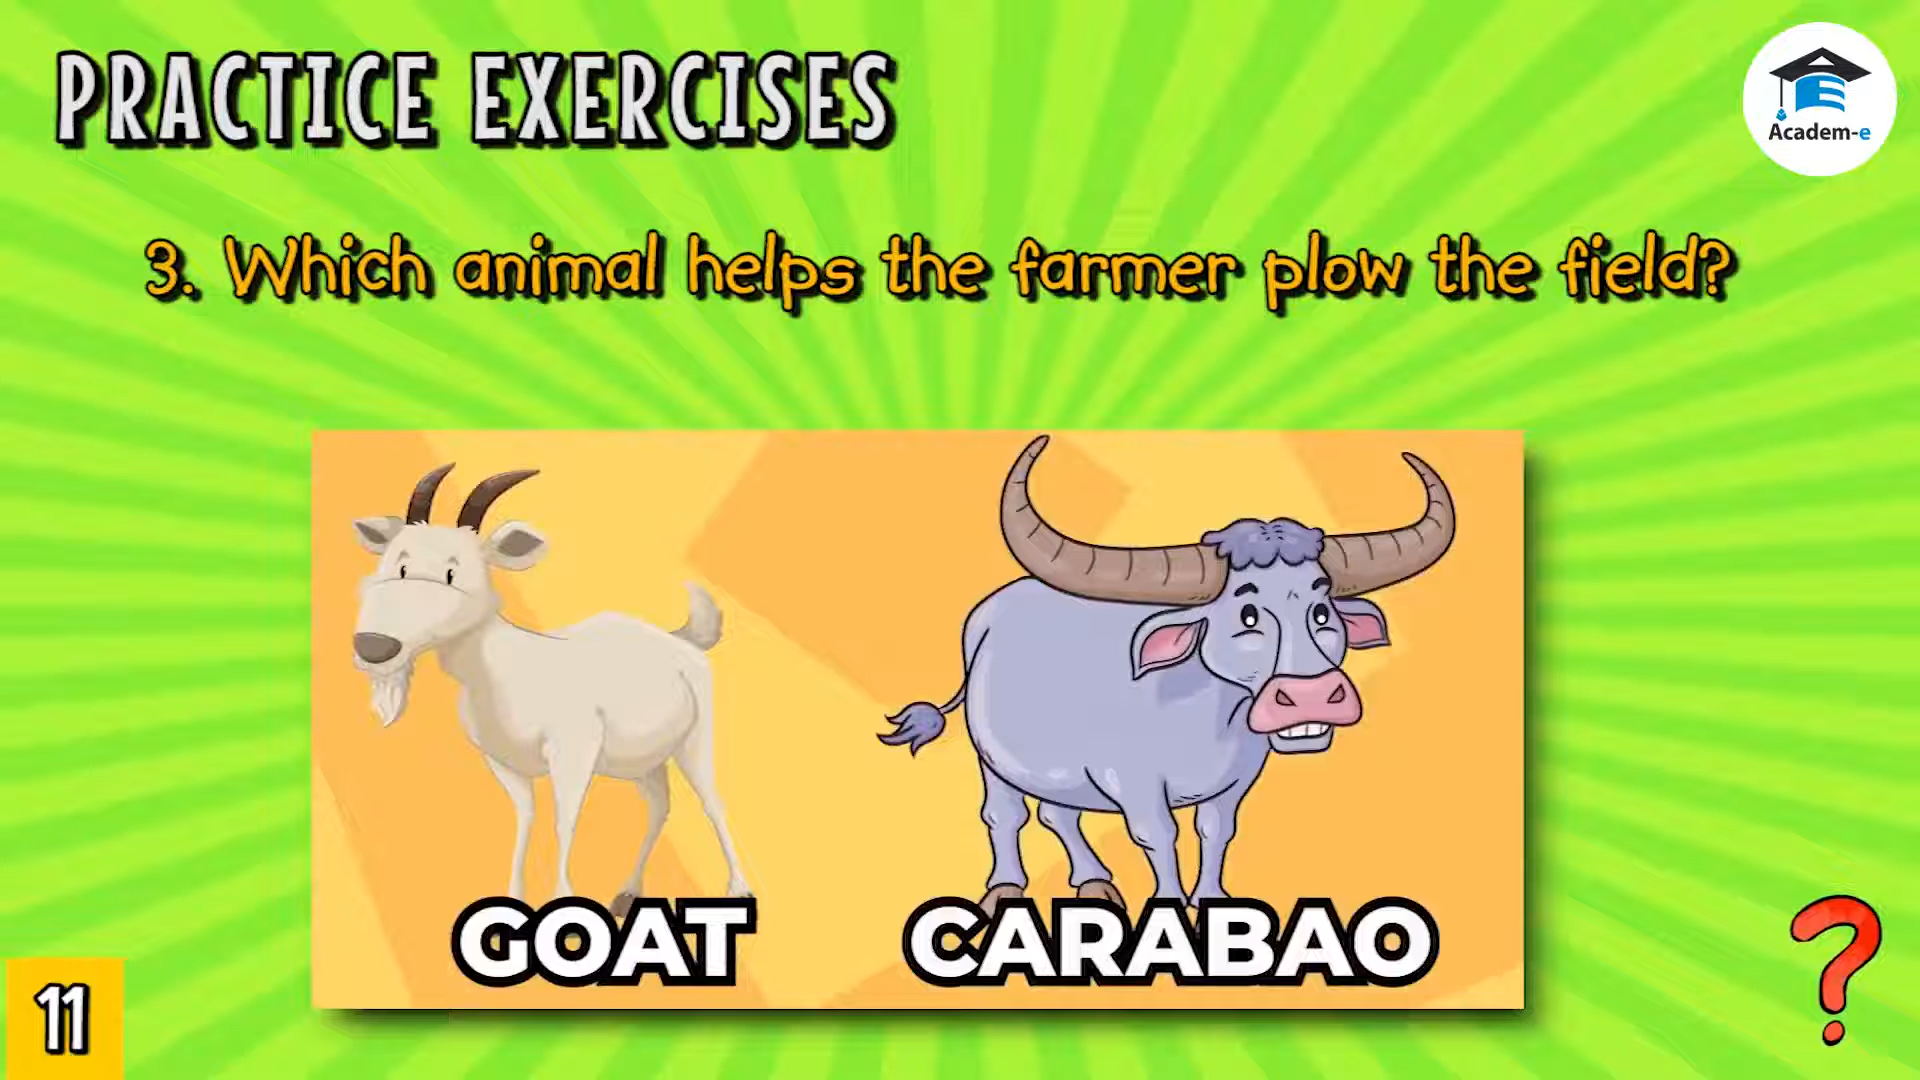 PRACTICE EXERCISES
Academ-e
3. Which animal helps the farmer plow the field?
GOAT
CARABAO
11
?